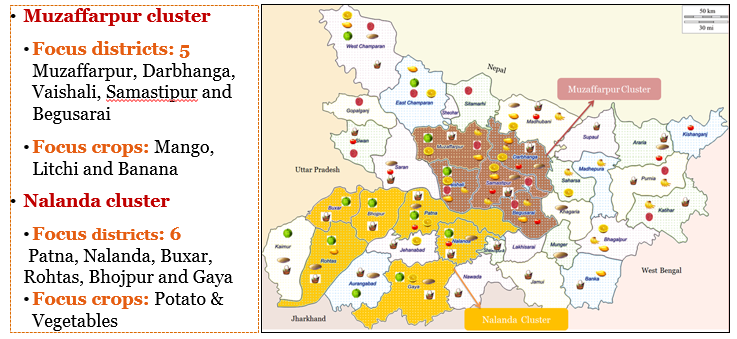 • Muzaffarpur cluster
• Focus districts: 5
Muzaffarpur, Darbhanga,
Vaishali, Samastipur and
Begusarai
• Focus crops: Mango,
Litchi and Banana
• Nalanda cluster
• Focus districts: 6
Patna, Nalanda, Buxar,
Rohtas, Bhojpur and Gaya
• Focus crops: Potato &
Vegetables
50 km
30 mi
West Champaran
Nepal
Muzaffarpur Cluster
East Champaran
Gopalganj
Sheohar
Sitamarhi
Madhubani
Supaul
Araria
Kishanganj
Siwan
Muzaffarpur
Darbhanga
Uttar Pradesh
Saran
Vaishali
Samastipur
Saharsa
Madhepura
Purnia
Katihar
Buxar
Bhojpur
Patna
Begusarai
Khagaria
Kaimur
Rohtas
Jehanabad
Nalanda
Lakhisarai
Munger
Bhagalpur
Aurangabad
Gaya
Nawada
Jamui
Banka
West Bengal
Jharkhand
Nalanda Cluster